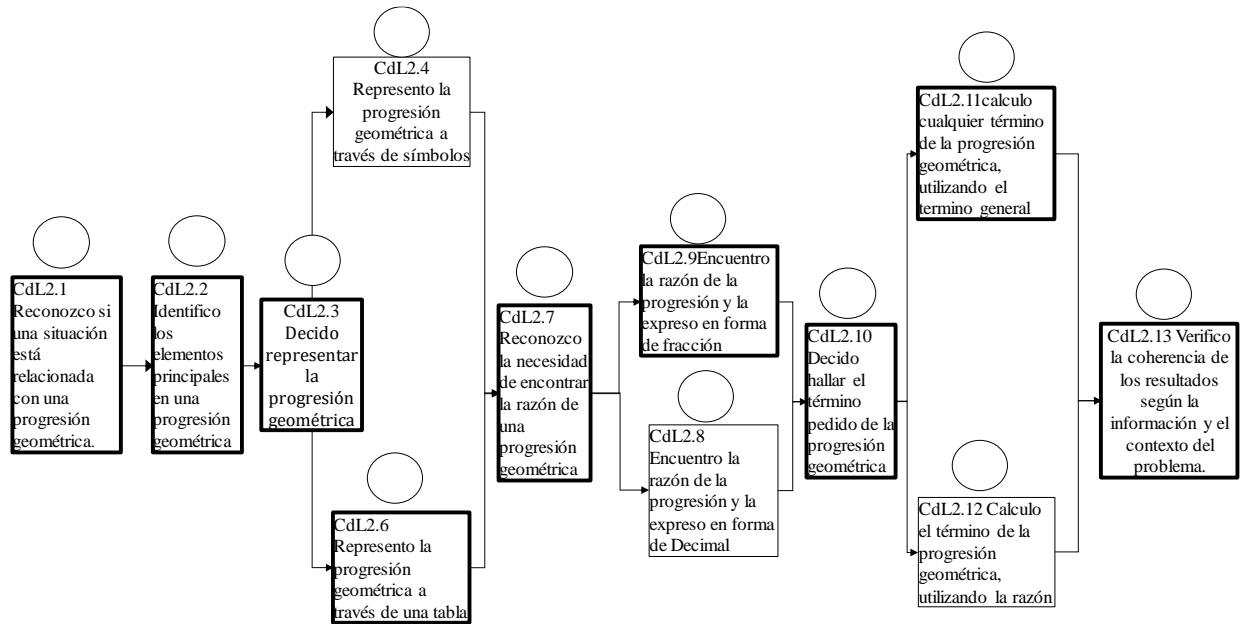 CdL2.1
Reconozco si
una situación
está
relacionada
con una
progresión
geométrica.
CdL2.2
Identifico
los
elementos
principales
en una
progresión
geométrica
CdL2.3
Decido
representar
la
progresión
geométrica
CdL2.4
Represento la
progresión
geométrica a
través de símbolos
CdL2.6
Represento la
progresión
geométrica a
través de una tabla
CdL2.7
Reconozco
la necesidad
de encontrar
la razón de
una
progresión
geométrica
CdL2.9Encuentro
la razón de la
progresión y la
expreso en forma
de fracción
CdL2.8
Encuentro la
razón de la
progresión y la
expreso en forma
de Decimal
CdL2.10
Decido
hallar el
término
pedido de la
progresión
geométrica
CdL2.11calculo
cualquier término
de la progresión
geométrica,
utilizando el
termino general
CdL2.12 Calculo
el término de la
progresión
geométrica,
utilizando la razón
CdL2.13 Verifico
la coherencia de
los resultados
según la
información y el
contexto del
problema.